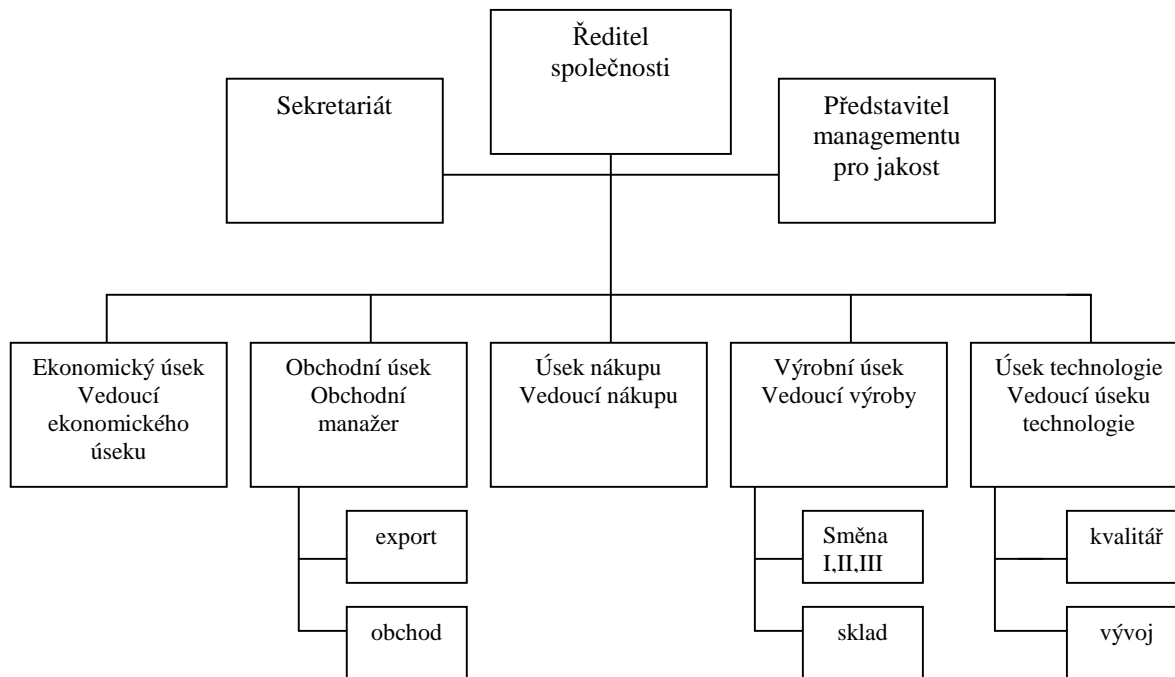 Ředitel
společnosti
Sekretariát
Představitel
managementu
pro jakost
Ekonomický úsek
Vedoucí
ekonomického
úseku
Obchodní úsek
Obchodní
manažer
Úsek nákupu
Vedoucí nákupu
Výrobní úsek
Vedoucí výroby
Úsek technologie
Vedoucí úseku
technologie
export
obchod
Směna
I,II,III
sklad
kvalitář
vývoj